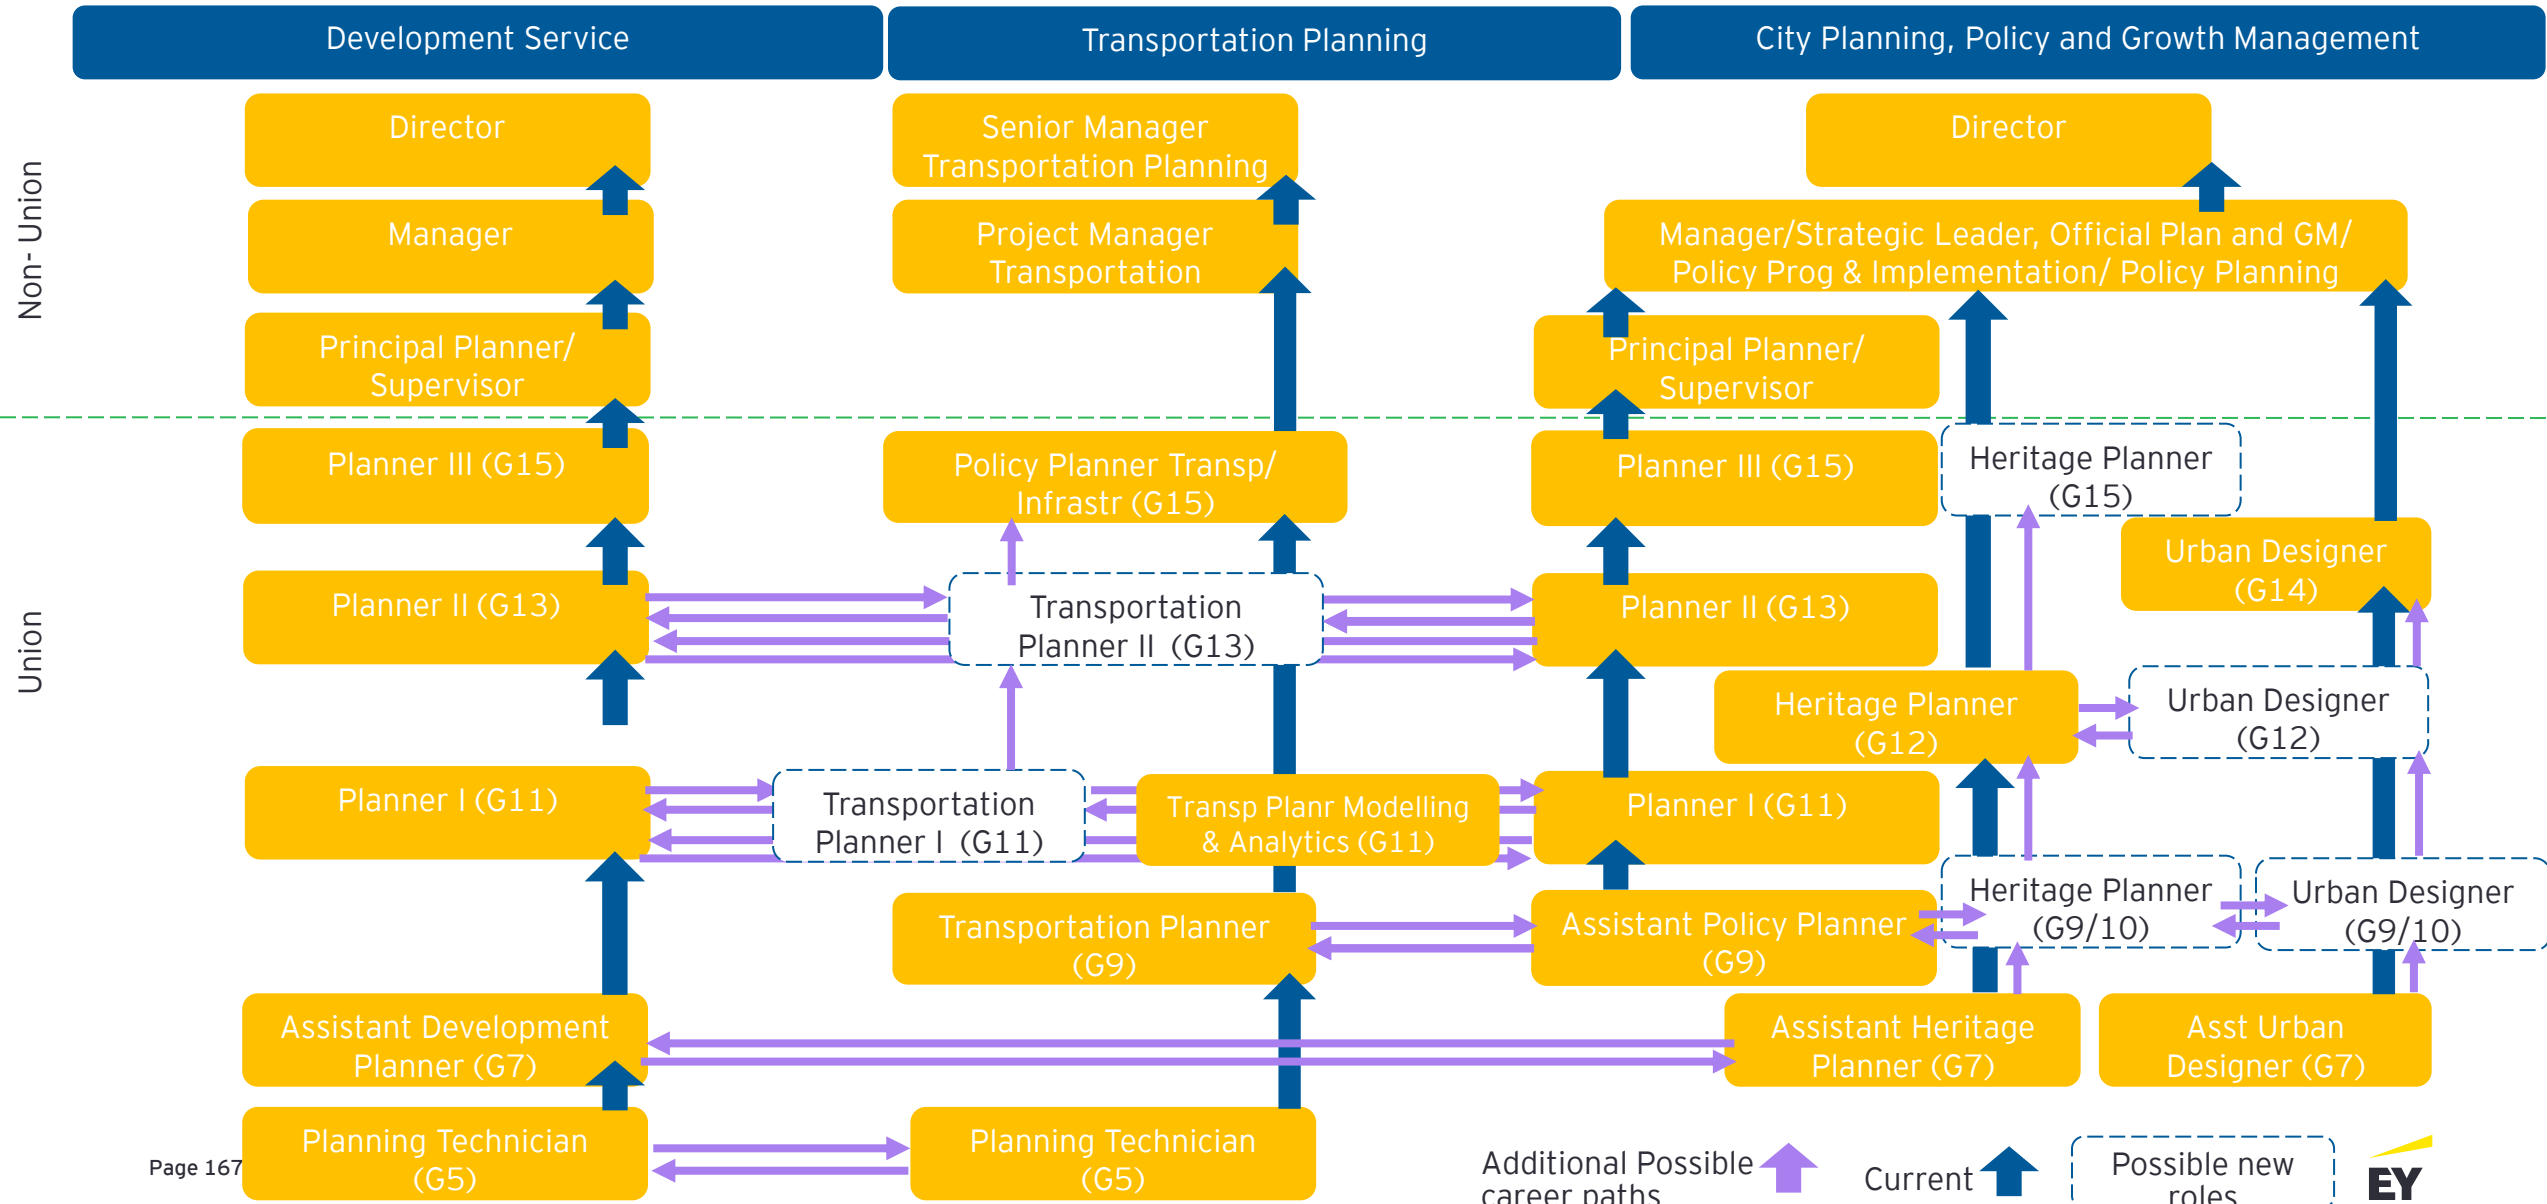 Development Service
Transportation Planning
City Planning, Policy and Growth Management
Non- Union
Director
Senior Manager
Transportation Planning
Director
Manager
Project Manager
Transportation
Manager/Strategic Leader, Official Plan and GM/
Policy Prog & Implementation/ Policy Planning
Principal Planner/
Supervisor
Principal Planner/
Supervisor
Union
Planner III (G15)
Policy Planner Transp/
Infrastr (G15)
Planner III (G15)
Heritage Planner
(G15)
Urban Designer
(G14)
Planner II (G13)
Transportation
Planner II (G13)
Planner II (G13)
Heritage Planner
(G12)
Urban Designer
(G12)
Planner I (G11)
Transportation
Planner I (G11)
Transp Planr Modelling
& Analytics (G11)
Planner I (G11)
Transportation Planner
(G9)
Assistant Policy Planner
(G9)
Heritage Planner
(G9/10)
Urban Designer
(G9/10)
Assistant Development
Planner (G7)
Assistant Heritage
Planner (G7)
Asst Urban
Designer (G7)
Planning Technician
(G5)
Planning Technician
(G5)
Page 167
Additional Possible
career paths
Current
Possible new
roles
EY